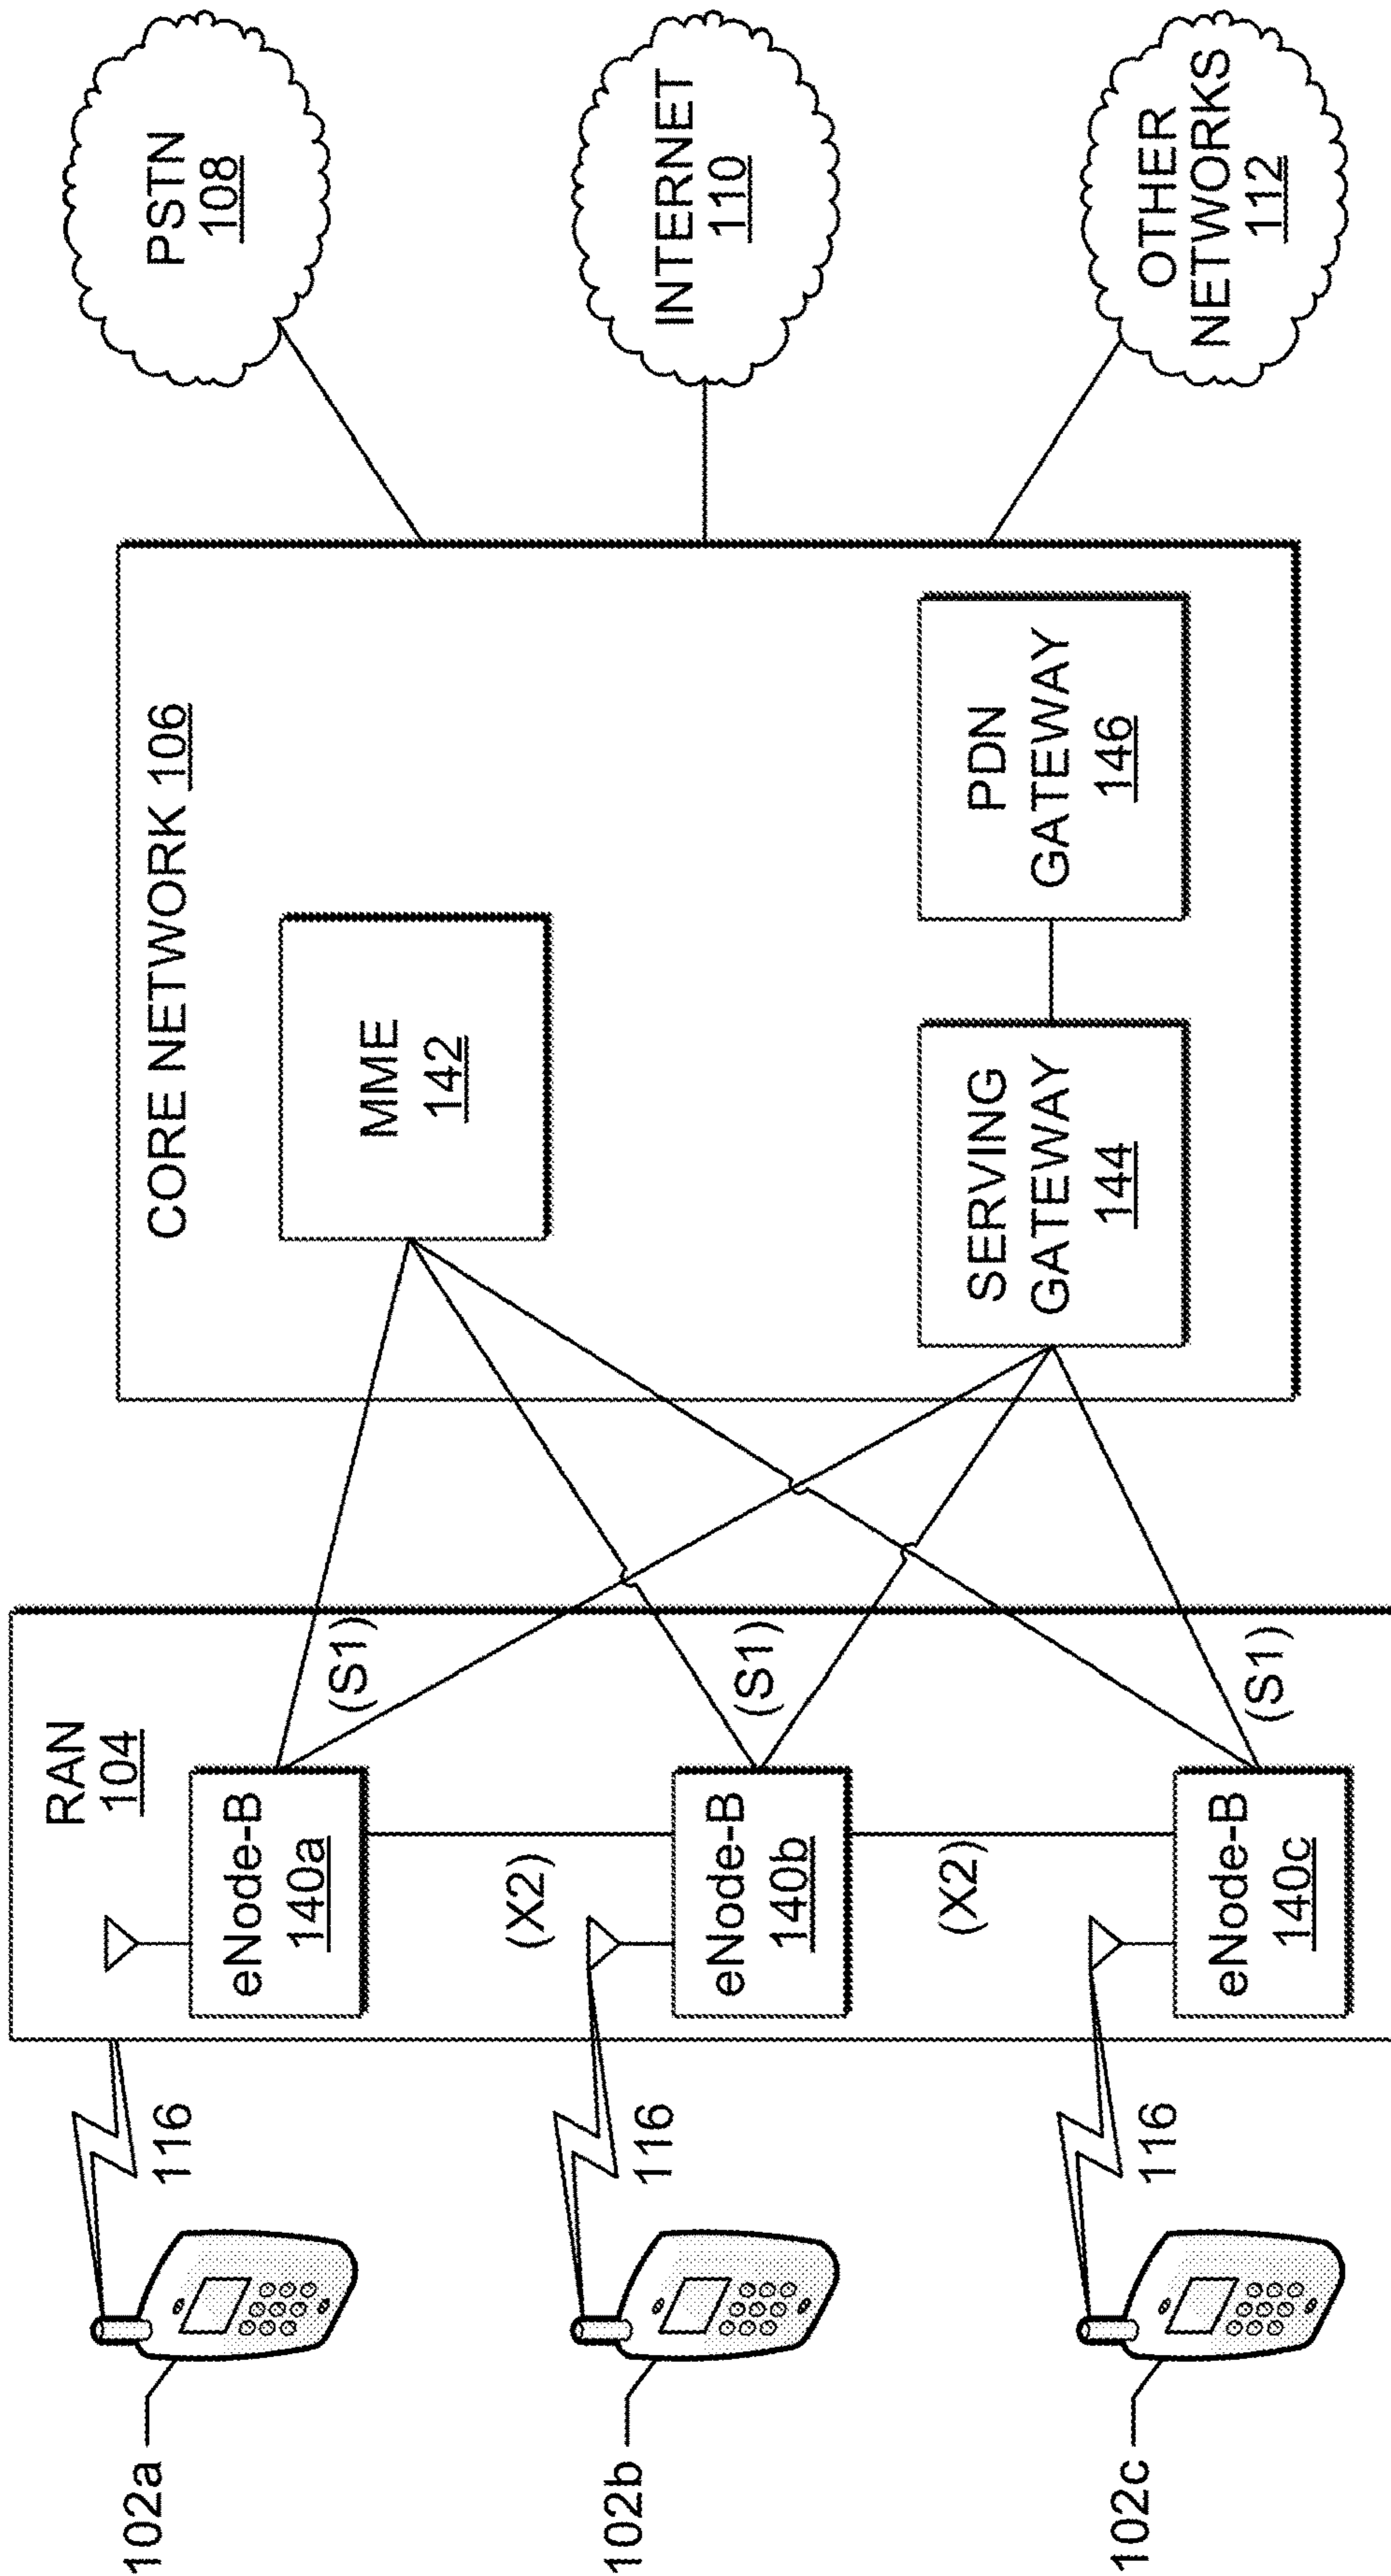 102a
116
RAN
104
eNode-B
140a
(S1)
(X2)
102b
116
eNode-B
140b
(S1)
(X2)
102c
116
eNode-B
140c
(S1)
CORE NETWORK 106
MME
142
SERVING
GATEWAY
144
PDN
GATEWAY
146
PSTN
108
INTERNET
110
OTHER
NETWORKS
112